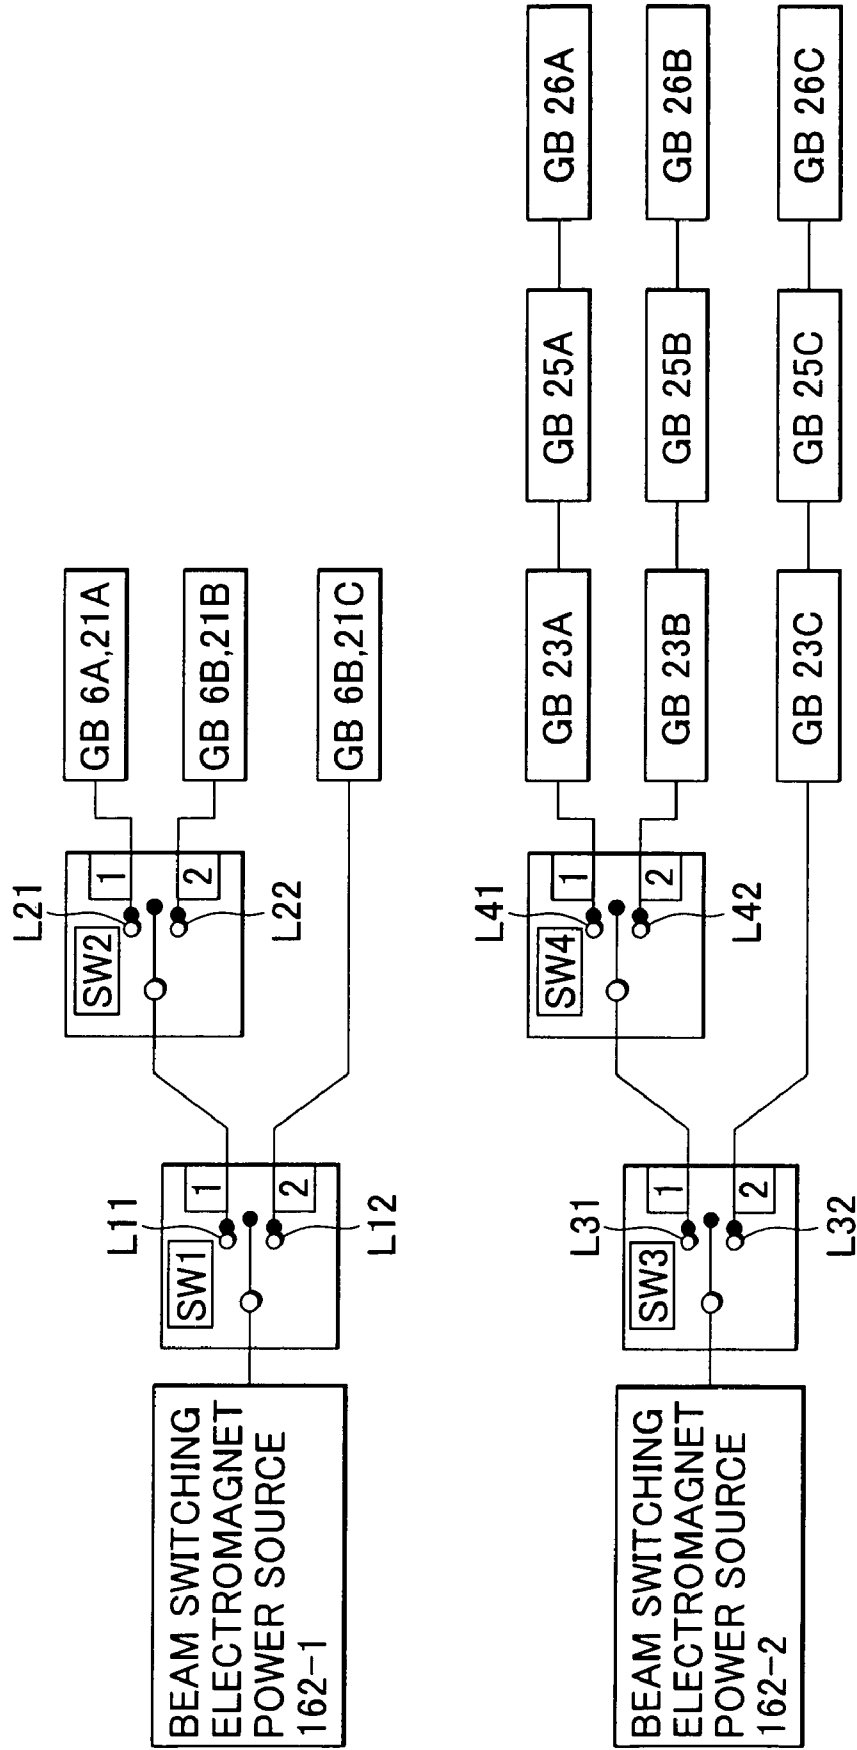 BEAM SWITCHING
ELECTROMAGNET
POWER SOURCE
162-1
SW1
1
2
L11
L12
SW2
1
2
L21
L22
GB 6A,21A
GB 6B,21B
GB 6B,21C
BEAM SWITCHING
ELECTROMAGNET
POWER SOURCE
162-2
SW3
1
2
L31
L32
SW4
1
2
L41
L42
GB 23A
GB 25A
GB 26A
GB 23B
GB 25B
GB 26B
GB 23C
GB 25C
GB 26C